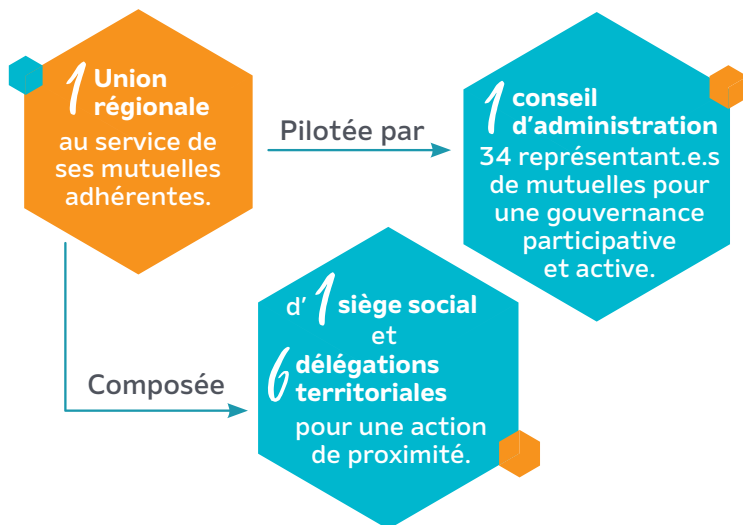 1 Union
régionale
au service de
ses mutuelles
adhérentes.
Pilotée par
1 conseil
d'administration
34 représentant.e.s
de mutuelles pour
une gouvernance
participative
et active.
Composée
d' 1 siège social
et
6 délégations
territoriales
pour une action
de proximité.